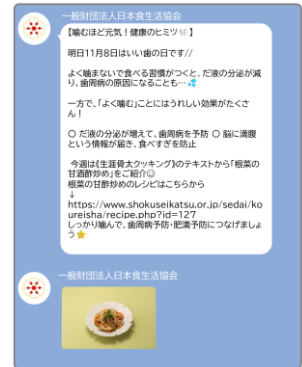 一般財団法人日本食生活協会
【噛むほど元気！健康のヒミツ🦷】
明日11月8日はいい歯の日です//
よく噛まないで食べる習慣がつくと、だ液の分泌が減
り、歯周病の原因になることも…💦
一方で、「よく噛む」ことにはうれしい効果がたくさ
ん！
○ だ液の分泌が増えて、歯周病を予防 ○ 脳に満腹
という情報が届き、食べすぎを防止
今週は《生涯骨太クッキング》のテキストから「根菜の
甘酒酢炒め」をご紹介☺
根菜の甘酢炒めのレシピはこちらから
↓
https://www.shokuseikatsu.or.jp/sedai/ko
ureisha/recipe.php?id=127
しっかり噛んで、歯周病予防・肥満予防につなげましょ
う⭐
一般財団法人日本食生活協会